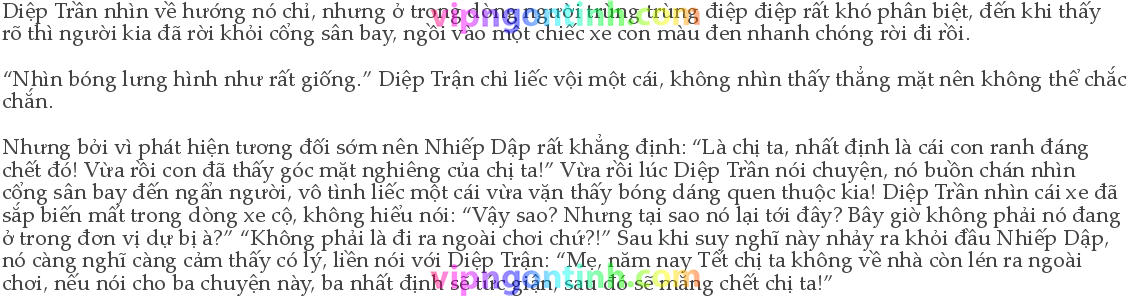 Diệp Trần nhìn về hướng nó chỉ, nhưng ở trong dòng người trùng trùng điệp điệp rất khó phân biệt, đến khi thấy
rõ thì người kia đã rời khỏi cổng sân bay, ngồi vào một chiếc xe con màu đen nhanh chóng rời đi rồi.
“Nhìn bóng lưng hình như rất giống.” Diệp Trận chỉ liếc vội một cái, không nhìn thấy thẳng mặt nên không thể chắc
chắn.
Nhưng bởi vì phát hiện tương đối sớm nên Nhiếp Dập rất khẳng định: “Là chị ta, nhất định là cái con ranh đáng
chết đó! Vừa rồi con đã thấy góc mặt nghiêng của chị ta!” Vừa rồi lúc Diệp Trần nói chuyện, nó buồn chán nhìn
cổng sân bay đến ngẩn người, vô tình liếc một cái vừa vặn thấy bóng dáng quen thuộc kia! Diệp Trần nhìn cái xe đã
sắp biến mất trong dòng xe cộ, không hiểu nói: “Vậy sao? Nhưng tại sao nó lại tới đây? Bây giờ không phải nó đang
ở trong đơn vị dự bị à?” “Không phải là đi ra ngoài chơi chứ?!” Sau khi suy nghĩ này nhảy ra khỏi đầu Nhiếp Dập,
nó càng nghĩ càng cảm thấy có lý, liền nói với Diệp Trận: “Mẹ, năm nay Tết chị ta không về nhà còn lén ra ngoài
chơi, nếu nói cho ba chuyện này, ba nhất định sẽ tức giận, sau đó sẽ mắng chết chị ta!”
vipngontinh.com
vipngontinh.com